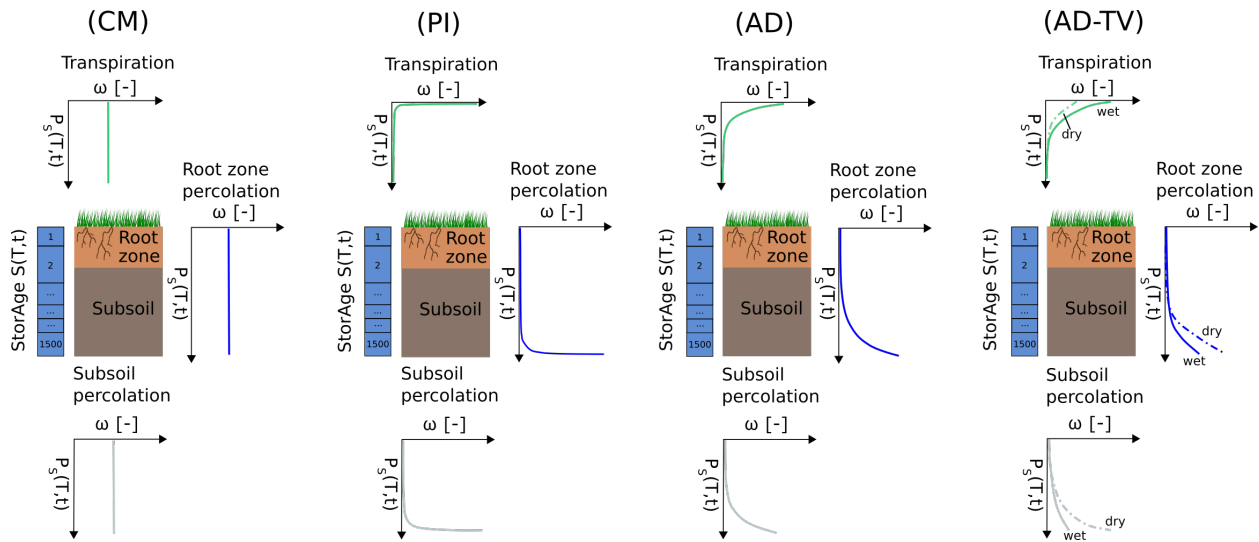 (CM)
Transpiration
ω [-]
P_S(T,t)
Root zone
percolation
ω [-]
P_S(T,t)
StorAge S(T,t)
1
2
...
...
1500
Root
zone
Subsoil
Subsoil
percolation
ω [-]
P_S(T,t)
(PI)
Transpiration
ω [-]
P_S(T,t)
Root zone
percolation
ω [-]
P_S(T,t)
StorAge S(T,t)
1
2
...
...
1500
Root
zone
Subsoil
Subsoil
percolation
ω [-]
P_S(T,t)
(AD)
Transpiration
ω [-]
P_S(T,t)
Root zone
percolation
ω [-]
P_S(T,t)
StorAge S(T,t)
1
2
...
...
1500
Root
zone
Subsoil
Subsoil
percolation
ω [-]
P_S(T,t)
(AD-TV)
Transpiration
ω [-]
P_S(T,t)
wet
dry
Root zone
percolation
ω [-]
P_S(T,t)
dry
wet
StorAge S(T,t)
1
2
...
...
1500
Root
zone
Subsoil
Subsoil
percolation
ω [-]
P_S(T,t)
dry
wet